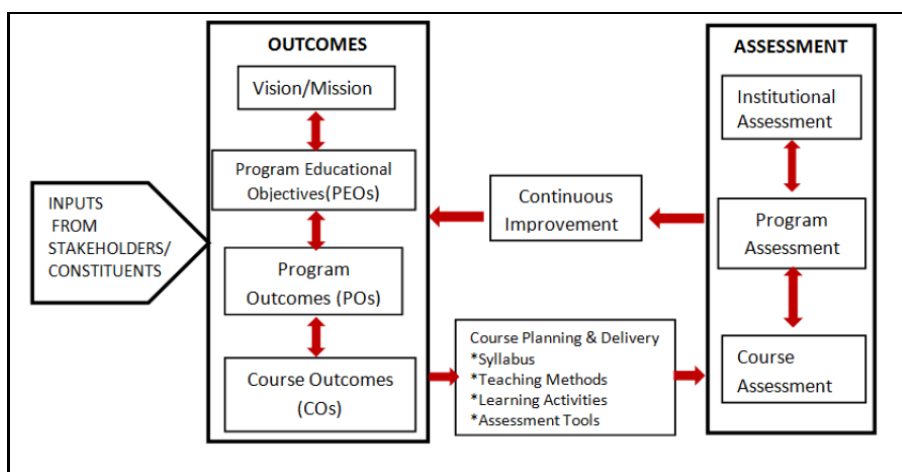 OUTCOMES
Vision/Mission
Program Educational
Objectives(PEOs)
Program
Outcomes (POs)
Course Outcomes
(COs)
INPUTS
FROM
STAKEHOLDERS/
CONSTITUENTS
Continuous
Improvement
Course Planning & Delivery
*Syllabus
*Teaching Methods
*Learning Activities
*Assessment Tools
ASSESSMENT
Institutional
Assessment
Program
Assessment
Course
Assessment